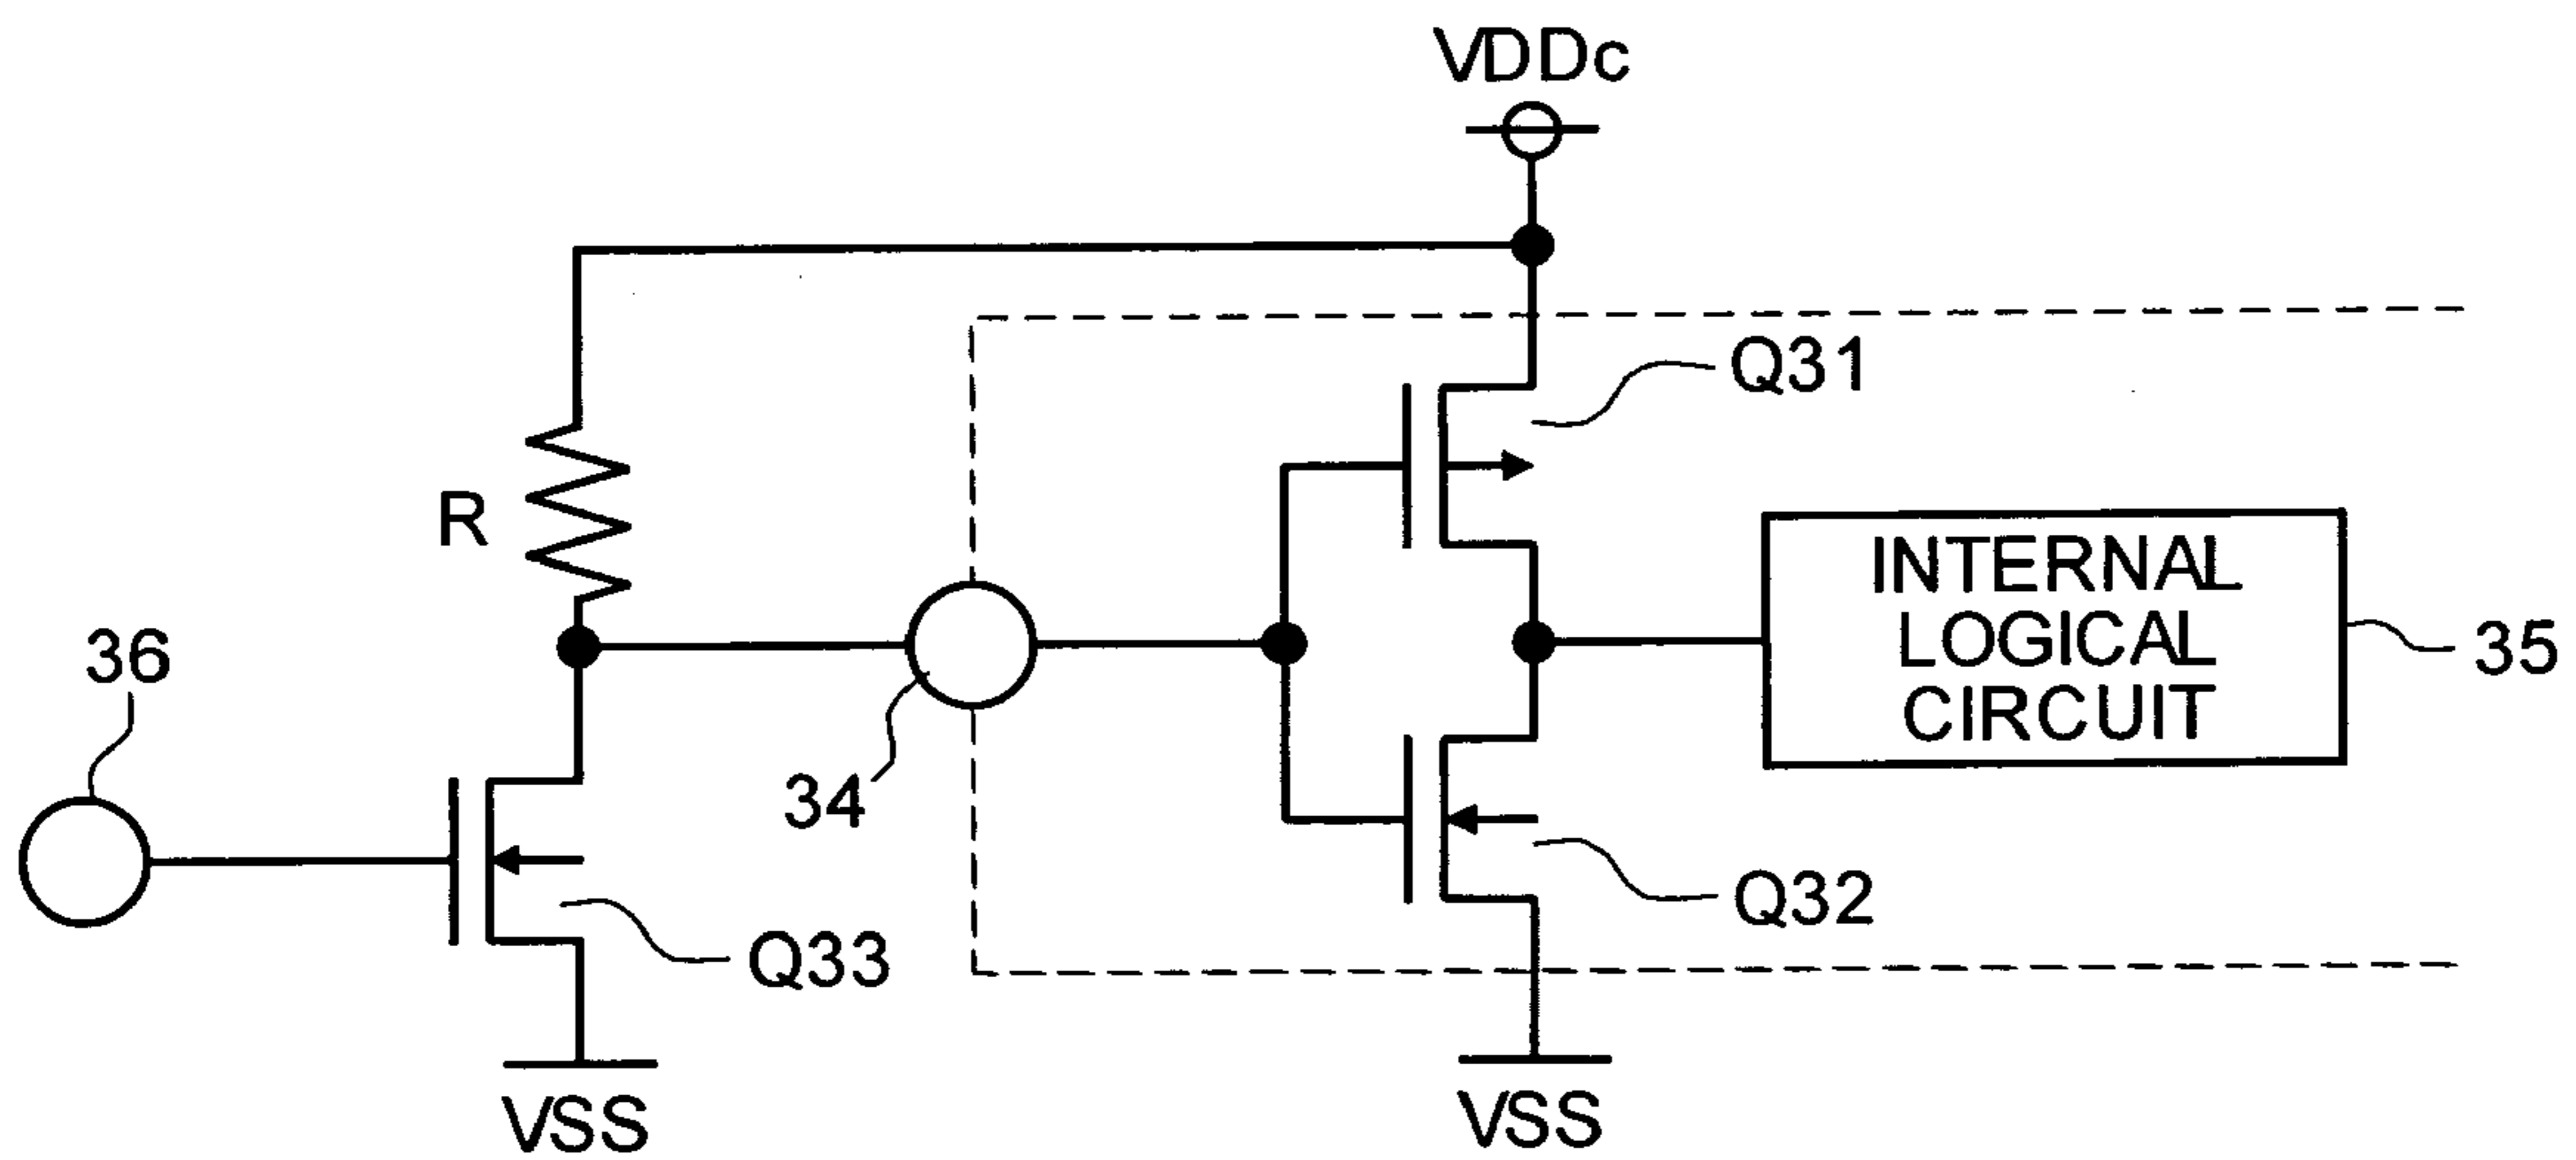 VDDc
Q31
R
INTERNAL
LOGICAL
CIRCUIT
36
35
34
Q32
Q33
VSS
VSS